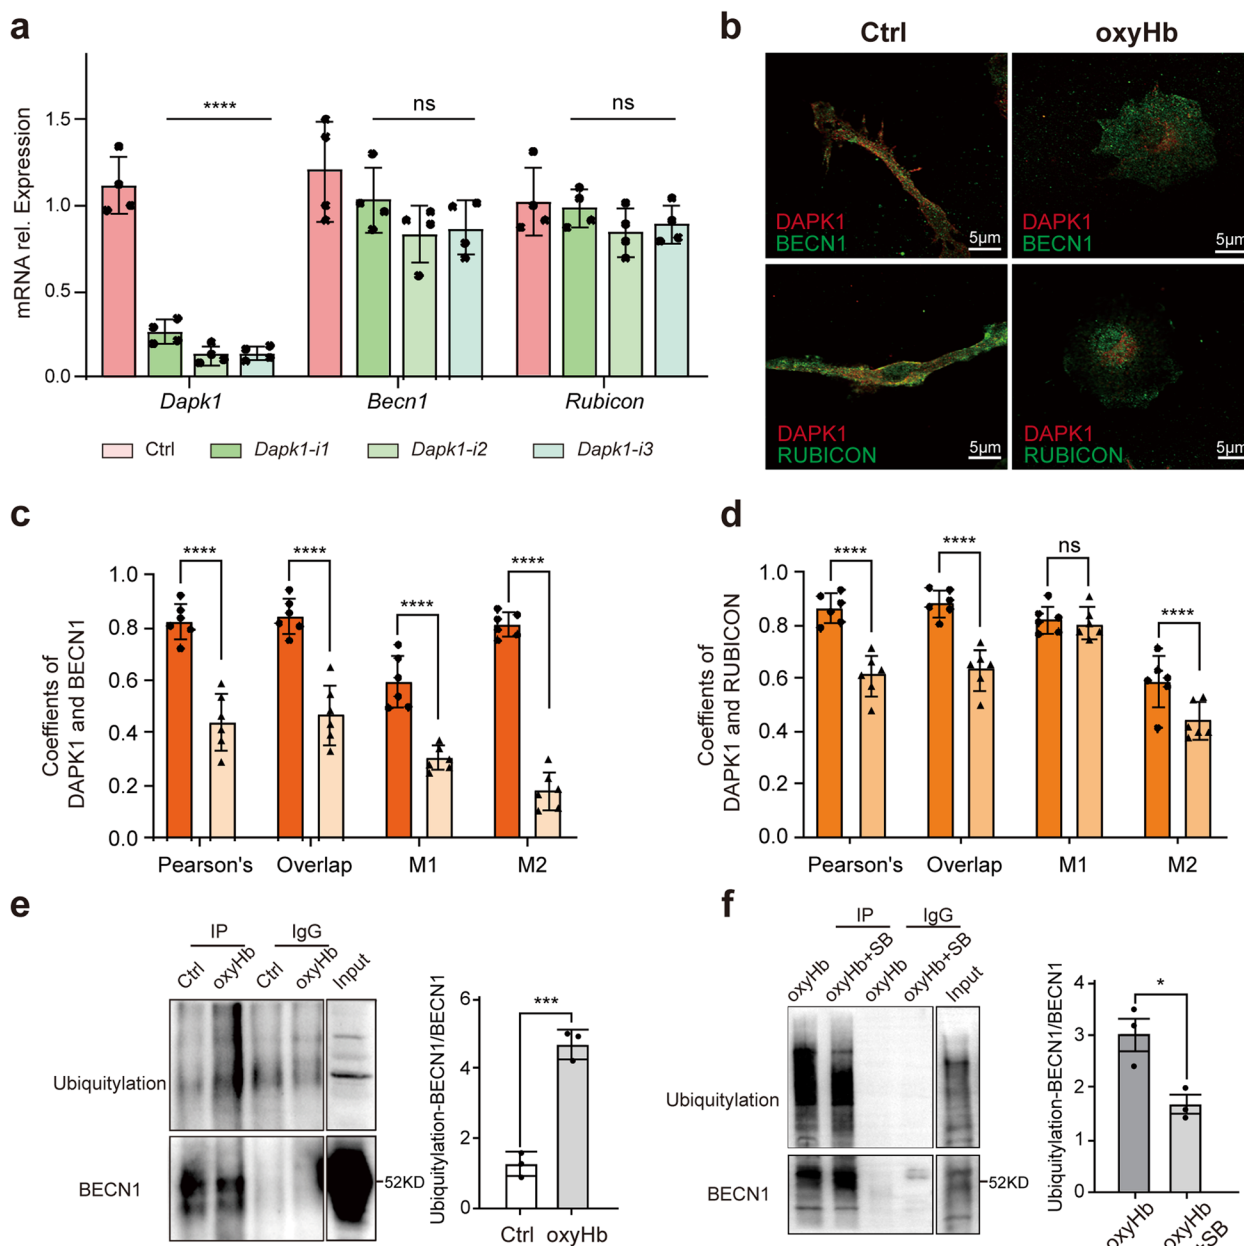 a
mRNA rel. Expression
1.5
1.0
0.5
0.0
****
ns
ns
Dapk1
Becn1
Rubicon
Ctrl
Dapk1-i1
Dapk1-i2
Dapk1-i3
b
Ctrl
oxyHb
DAPK1
BECN1
5μm
DAPK1
BECN1
5μm
DAPK1
RUBICON
5μm
DAPK1
RUBICON
5μm
c
Coeffients of
DAPK1 and BECN1
1.0
0.8
0.6
0.4
0.2
0.0
****
****
****
****
Pearson's
Overlap
M1
M2
d
Coeffients of
DAPK1 and RUBICON
1.0
0.8
0.6
0.4
0.2
0.0
****
****
ns
****
Pearson's
Overlap
M1
M2
e
IP
IgG
Ctrl
oxyHb
Ctrl
oxyHb
Input
Ubiquitylation
BECN1
52KD
Ubiquitylation-BECN1/BECN1
6
4
2
0
***
Ctrl
oxyHb
f
IP
IgG
oxyHb
oxyHb+SB
oxyHb
oxyHb+SB
Input
Ubiquitylation
BECN1
52KD
Ubiquitylation-BECN1/BECN1
4
3
2
1
0
*
oxyHb
oxyHb
+SB